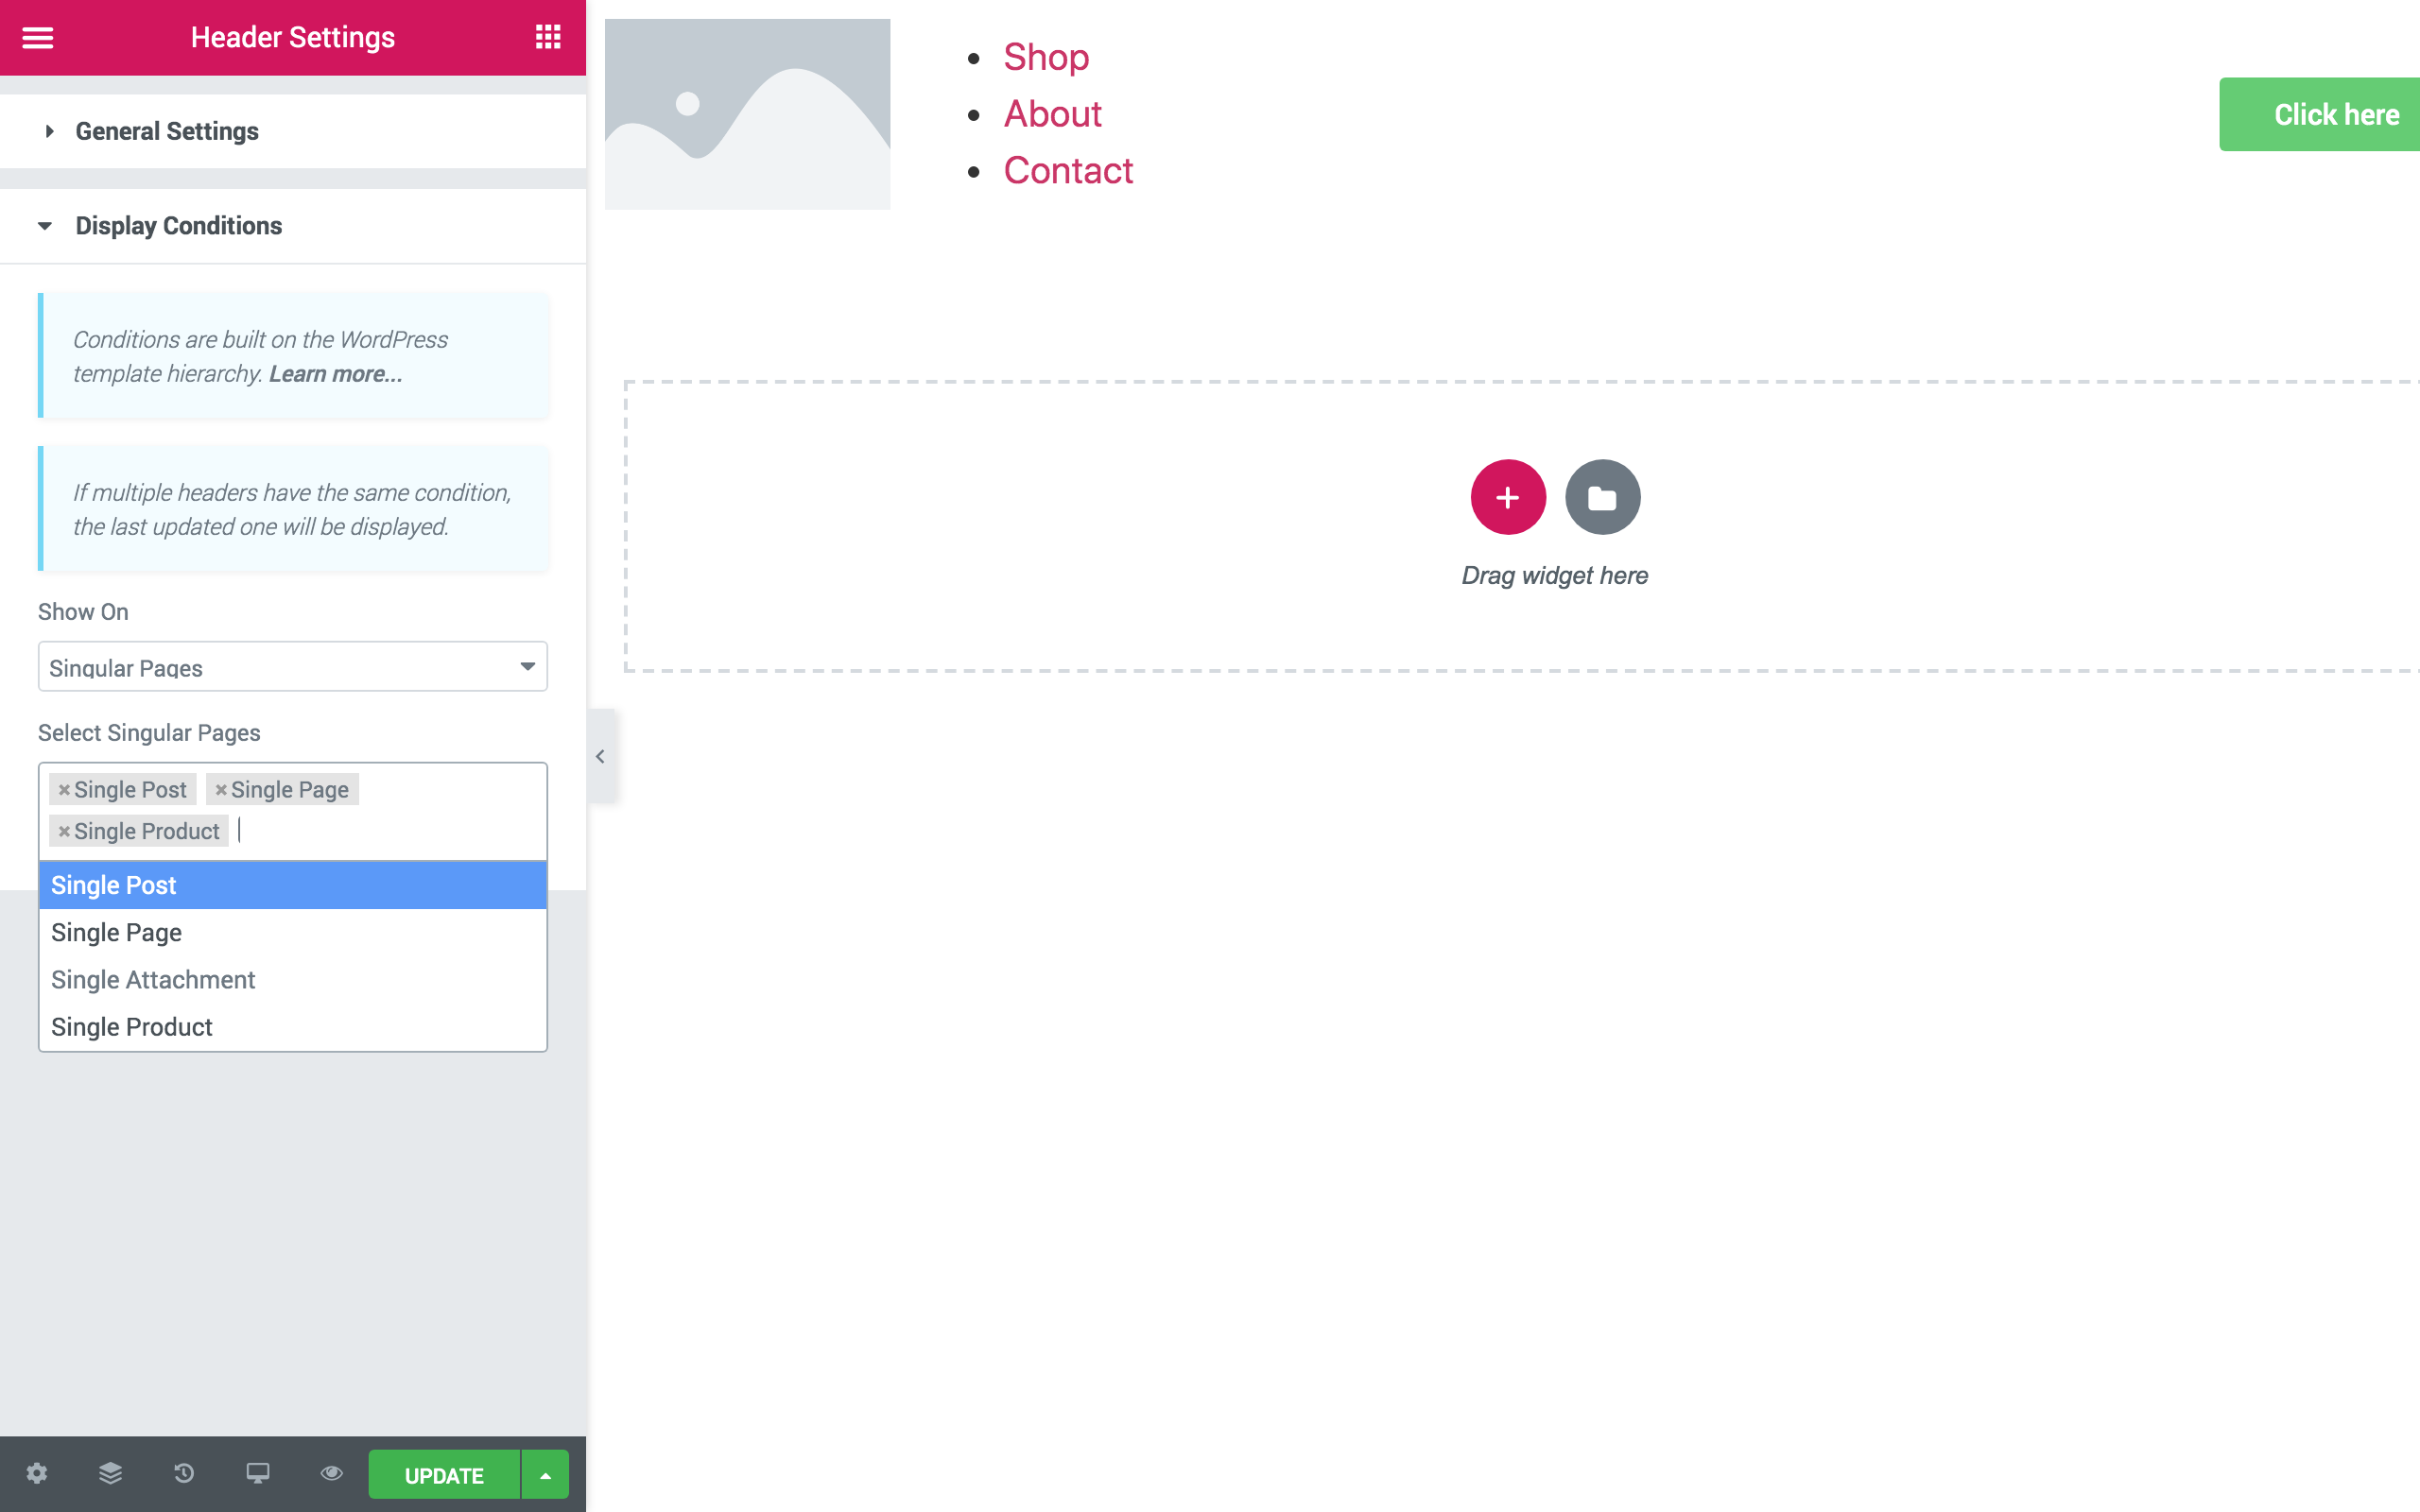 Header Settings
General Settings
Display Conditions
Conditions are built on the WordPress
template hierarchy. Learn more...
If multiple headers have the same condition,
the last updated one will be displayed.
Show On
Singular Pages
Select Singular Pages
×Single Post ×Single Page
×Single Product
Single Post
Single Page
Single Attachment
Single Product
UPDATE
Shop
About
Contact
Click here
Drag widget here